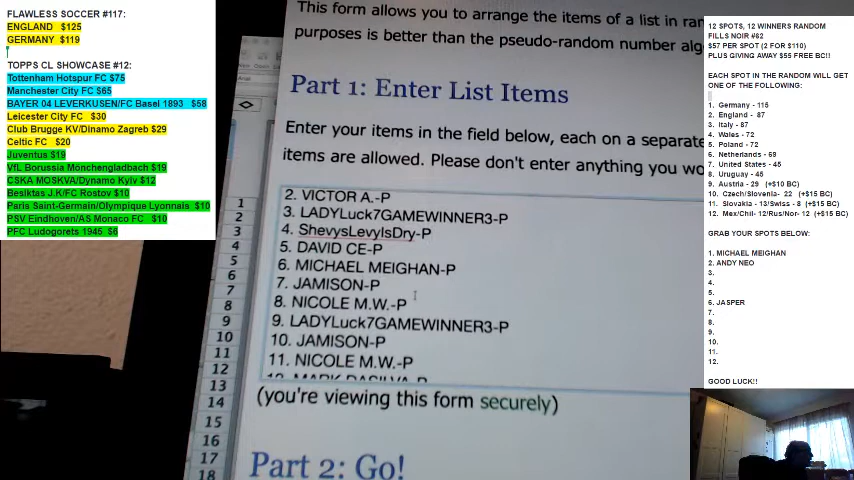 FLAWLESS SOCCER #117:
ENGLAND $125
GERMANY $119
TOPPS CL SHOWCASE #12:
Tottenham Hotspur FC $75
Manchester City FC $65
BAYER 04 LEVERKUSEN/FC Basel 1893 $58
Leicester City FC $30
Club Brugge KV/Dinamo Zagreb $29
Celtic FC $20
Juventus $19
VfL Borussia Mönchengladbach $19
CSKA MOSKVA/Dynamo Kyiv $12
Besiktas J.K/FC Rostov $10
Paris Saint-Germain/Olympique Lyonnais $10
PSV Eindhoven/AS Monaco FC $10
PFC Ludogorets 1945 $6
This form allows you to arrange the items of a list in ran
purposes is better than the pseudo-random number alg
Part 1: Enter List Items
Enter your items in the field below, each on a separate
items are allowed. Please don't enter anything you wo
2. VICTOR A.-P
3. LADYLuck7GAMEWINNER3-P
4. ShevysLevyIsDry-P
5. DAVID CE-P
6. MICHAEL MEIGHAN-P
7. JAMISON-P
8. NICOLE M.W.-P
9. LADYLuck7GAMEWINNER3-P
10. JAMISON-P
11. NICOLE M.W.-P
12. MARK DASILVA-P
1
2
3
4
5
6
7
8
9
10
11
12
13
14
15
16
17
18
(you're viewing this form securely)
Part 2: Go!
12 SPOTS, 12 WINNERS RANDOM
FILLS NOIR #62
$57 PER SPOT (2 FOR $110)
PLUS GIVING AWAY $55 FREE BC!!
EACH SPOT IN THE RANDOM WILL GET
ONE OF THE FOLLOWING:
1. Germany - 115
2. England - 87
3. Italy - 87
4. Wales - 72
5. Poland - 72
6. Netherlands - 69
7. United States - 45
8. Uruguay - 45
9. Austria - 29 (+$10 BC)
10. Czech/Slovenia- 22 (+$15 BC)
11. Slovakia - 13/Swiss - 8 (+$15 BC)
12. Mex/Chil- 12/Rus/Nor- 12 (+$15 BC)
GRAB YOUR SPOTS BELOW:
1. MICHAEL MEIGHAN
2. ANDY NEO
3.
4.
5.
6. JASPER
7.
8.
9.
10.
11.
12.
GOOD LUCK!!